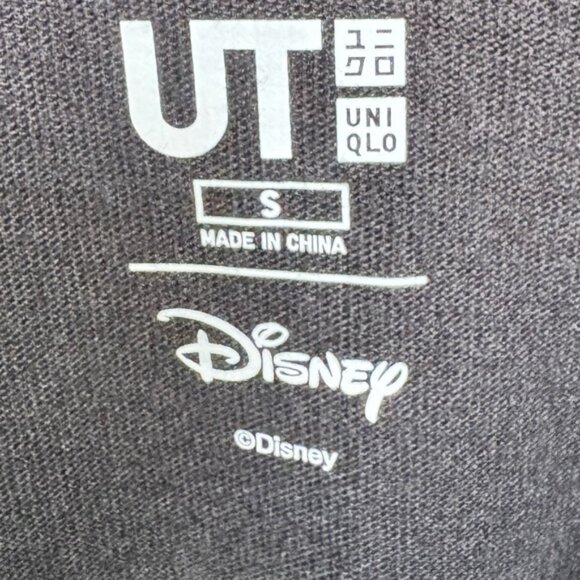 UT
ユニ
クロ
UNI
QLO
S
MADE IN CHINA
Disney
©Disney